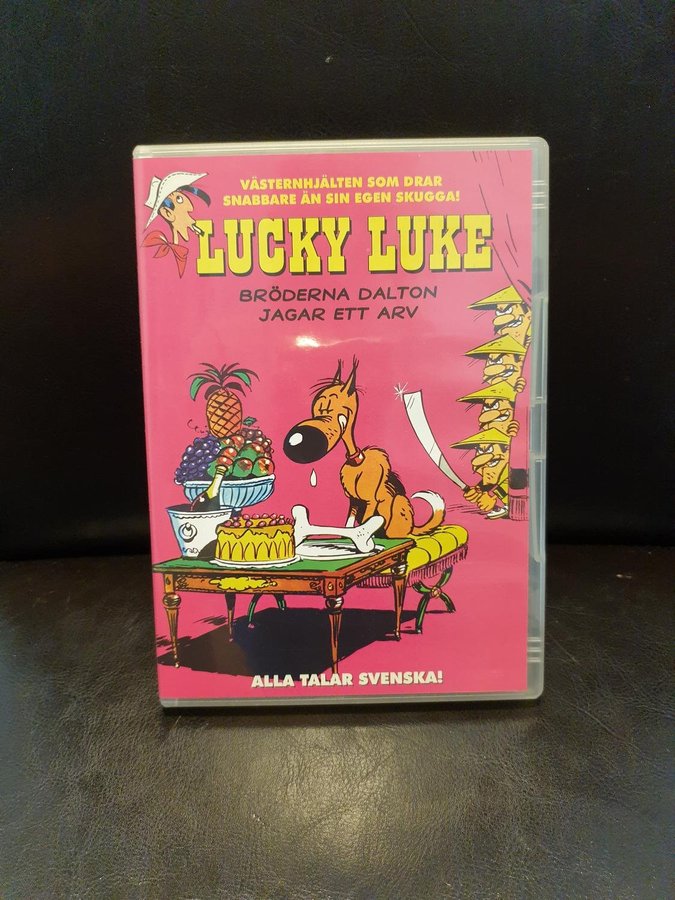 VÄSTERNHJÄLTEN SOM DRAR
SNABBARE ÄN SIN EGEN SKUGGA!
LUCKY LUKE
BRÖDERNA DALTON
JAGAR ETT ARV
ALLA TALAR SVENSKA!